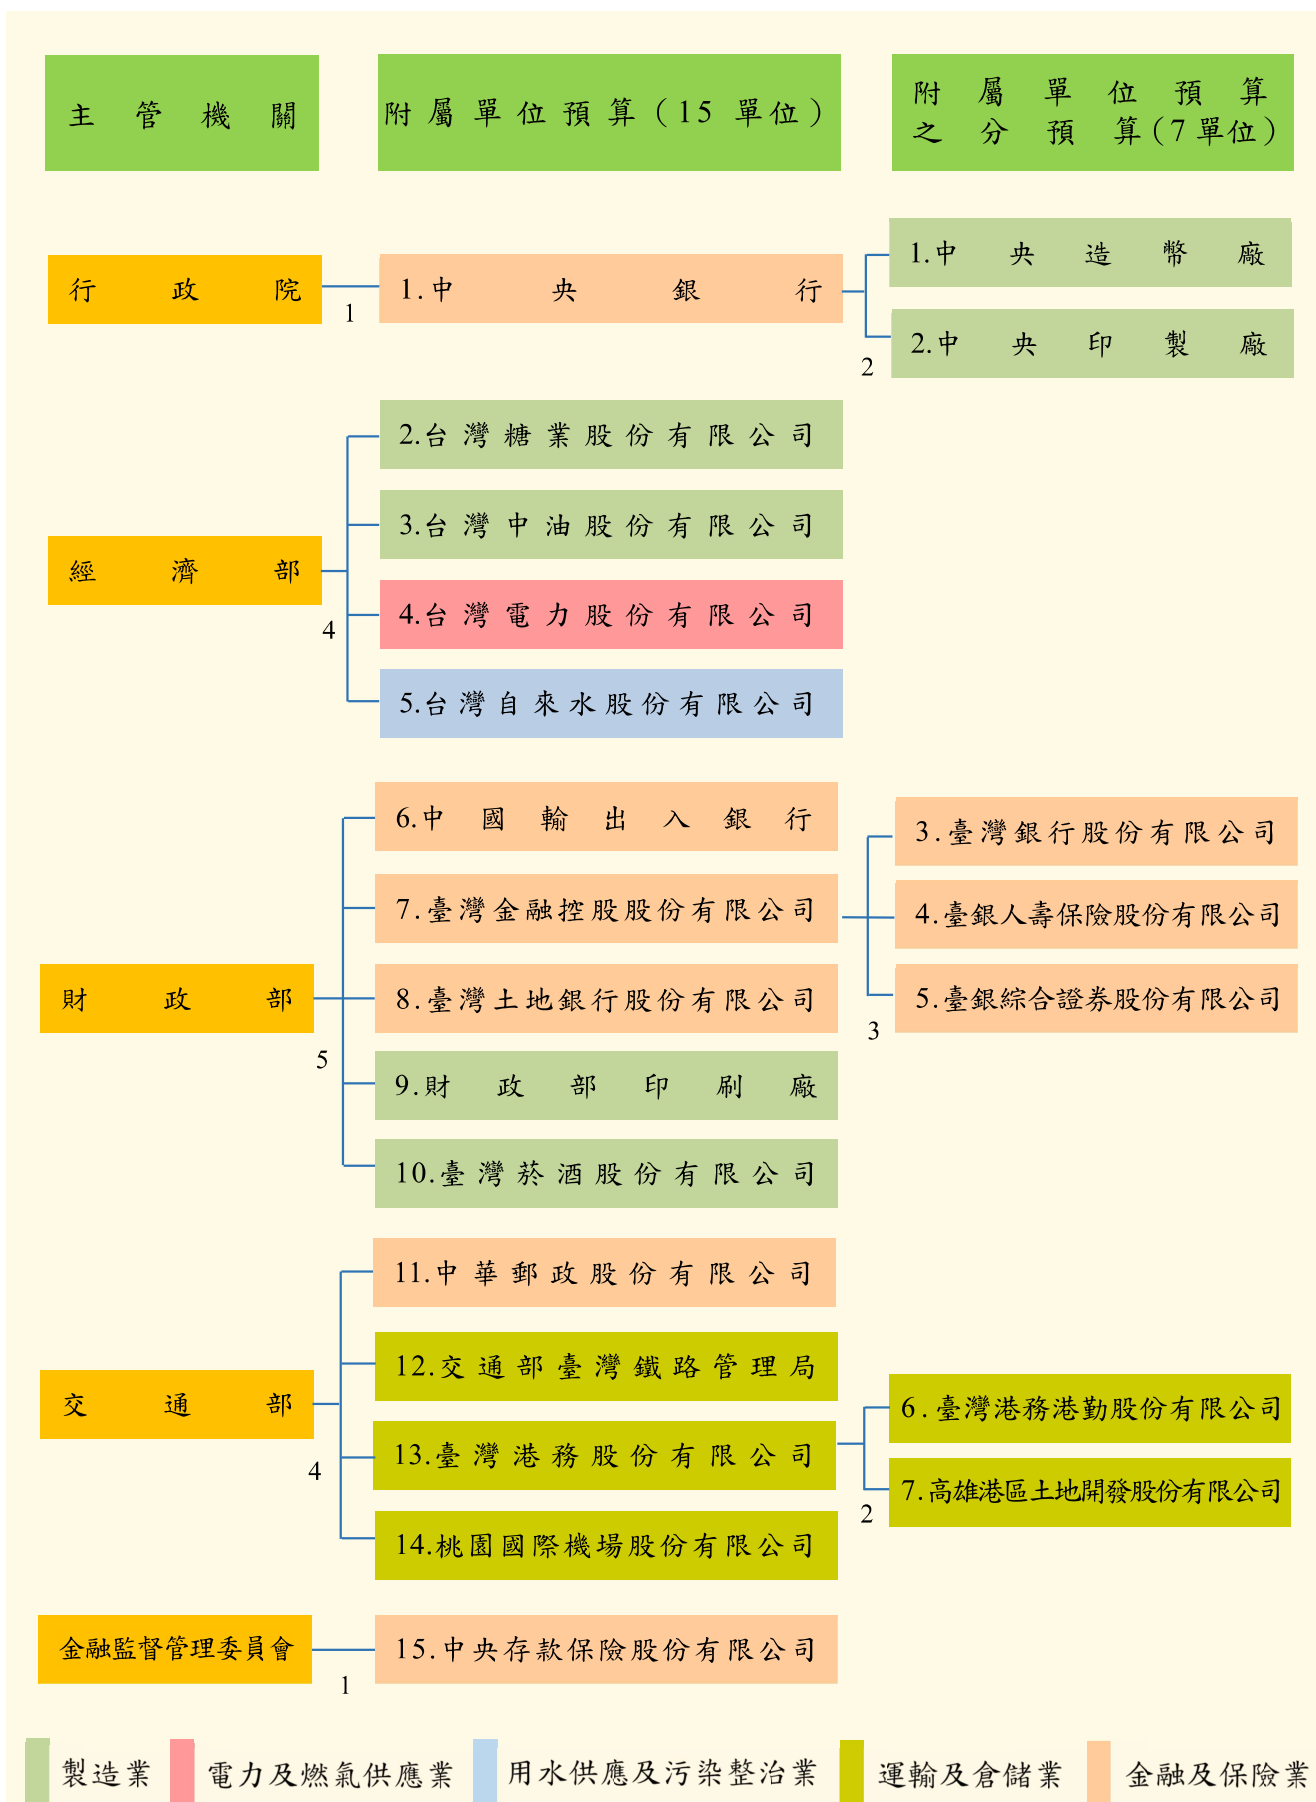 主管機關
附屬單位預算(15 單位)
附屬單位預算
之分預算(7 單位)
行政院
1
1.中央銀行
2
1.中央造幣廠
2.中央印製廠
經濟部
4
2.台灣糖業股份有限公司
3.台灣中油股份有限公司
4.台灣電力股份有限公司
5.台灣自來水股份有限公司
財政部
5
6.中國輸出入銀行
7.臺灣金融控股股份有限公司
8.臺灣土地銀行股份有限公司
9.財政部印刷廠
10.臺灣菸酒股份有限公司
3
3.臺灣銀行股份有限公司
4.臺銀人壽保險股份有限公司
5.臺銀綜合證券股份有限公司
交通部
4
11.中華郵政股份有限公司
12.交通部臺灣鐵路管理局
13.臺灣港務股份有限公司
14.桃園國際機場股份有限公司
2
6.臺灣港務港勤股份有限公司
7.高雄港區土地開發股份有限公司
金融監督管理委員會
1
15.中央存款保險股份有限公司
製造業
電力及燃氣供應業
用水供應及污染整治業
運輸及倉儲業
金融及保險業